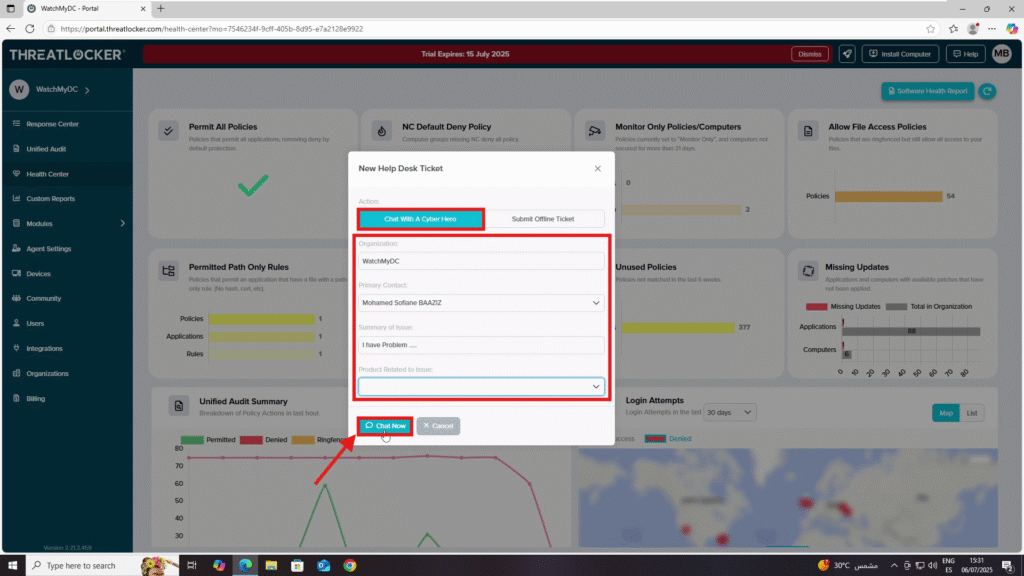 WatchMyDC - Portal
https://portal.threatlocker.com/health-center?mo=7546234f-9cff-405b-8d95-e7a2128e9922
THREATLOCKER
Trial Expires: 15 July 2025
Dismiss
Install Computer
Help
MB
W
WatchMyDC
Software Health Report
Response Center
Unified Audit
Health Center
Custom Reports
Modules
Agent Settings
Devices
Community
Users
Integrations
Organizations
Billing
Permit All Policies
Policies that permit all applications, removing deny by
default protection.
NC Default Deny Policy
Computer groups missing NC deny all policy.
Monitor Only Policies/Computers
Policies currently set to "Monitor Only", and computers not
secured for more than 21 days.
0
2
Allow File Access Policies
Policies that are ringfenced but still allow access to your
files.
Policies
54
New Help Desk Ticket
Action:
Chat With A Cyber Hero
Submit Offline Ticket
Organisation:
WatchMyDC
Primary Contact:
Mohamed Sofiane BAAZIZ
Summary of Issue:
I have Problem ....
Product Related to Issue:
Chat Now
Cancel
Permitted Path Only Rules
Policies that permit an application that have a file with a path
only rule (No hash, cert, etc).
Policies
1
Applications
1
Rules
1
Unused Policies
Policies not matched in the last 6 weeks.
377
Missing Updates
Applications and computers with available patches that have
not been applied.
Missing Updates
Total in Organization
Applications
88
Computers
6
0 10 20 30 40 50 60 70 80
Unified Audit Summary
Breakdown of Policy Actions in last hour.
Permitted
Denied
Ringfenc
80
70
60
50
40
30
Login Attempts
Login Attempts in the last
30 days
Map
List
ccess
Denied
Type here to search
30°C
مشمس
ENG
ES
15:31
06/07/2025
2